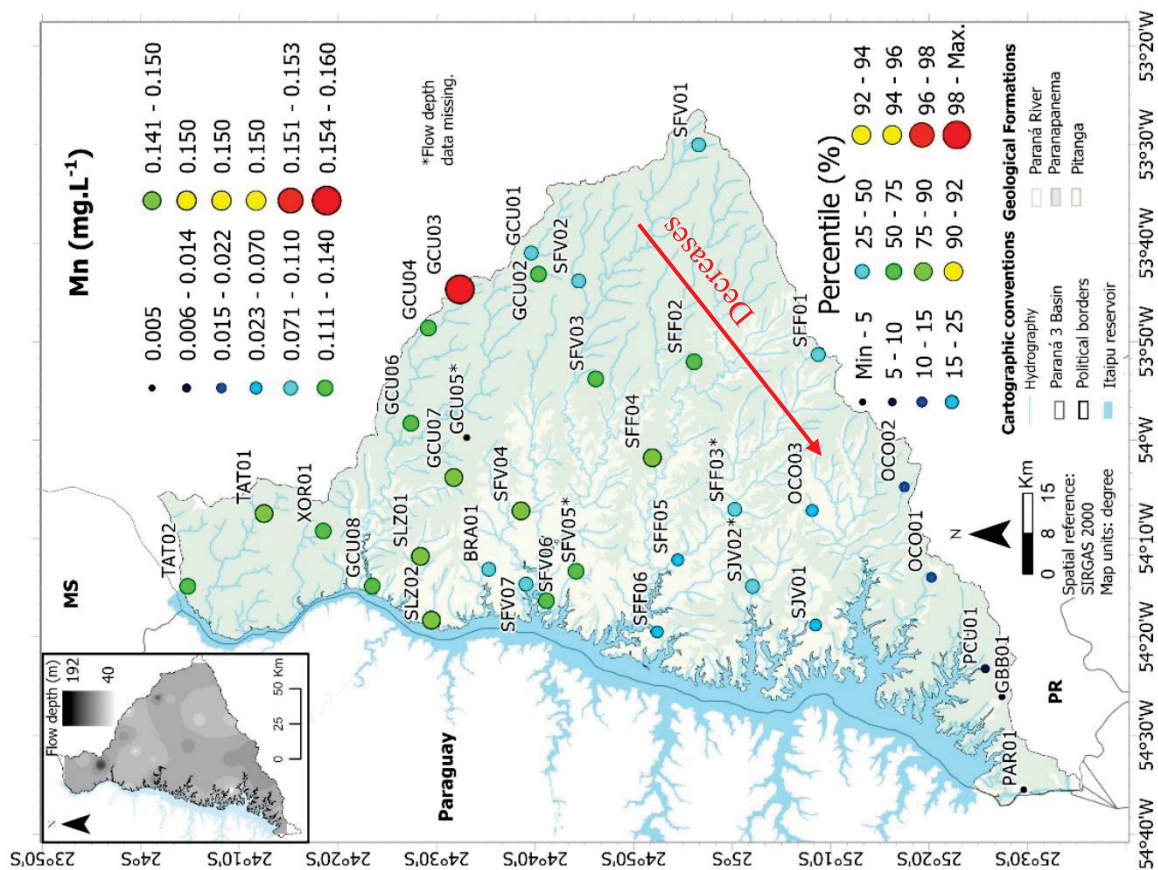 Mn (mg.L⁻¹)
0.005
0.006 - 0.014
0.015 - 0.022
0.023 - 0.070
0.071 - 0.110
0.111 - 0.140
0.141 - 0.150
0.150
0.150
0.150
0.151 - 0.153
0.154 - 0.160
*Flow depth
data missing.
MS
Flow depth (m)
192
40
N
0 25 50 Km
Paraguay
PR
TAT02
TAT01
XOR01
GCU08
SLZ01
SLZ02
GCU06
GCU07
GCU05*
GCU04
GCU03
GCU01
GCU02
BRA01
SFV04
SFV07
SFV06
SFV05*
SFV03
SFV02
SFV01
SFF02
SFF04
SFF05
SFF06
SFF03*
SFF01
SJV02*
SJV01
OCO03
OCO02
OCO01
PCU01
GBB01
PAR01
Decreases
Percentile (%)
Min - 5
5 - 10
10 - 15
15 - 25
25 - 50
50 - 75
75 - 90
90 - 92
92 - 94
94 - 96
96 - 98
98 - Max.
Cartographic conventions
Hydrography
Paraná 3 Basin
Political borders
Itaipu reservoir
Geological Formations
Paraná River
Paranapanema
Pitanga
N
0 8 15 Km
Spatial reference:
SIRGAS 2000
Map units: degree
23°50'S
24°S
24°10'S
24°20'S
24°30'S
24°40'S
24°50'S
25°S
25°10'S
25°20'S
25°30'S
54°40'W
54°30'W
54°20'W
54°10'W
54°W
53°50'W
53°40'W
53°30'W
53°20'W